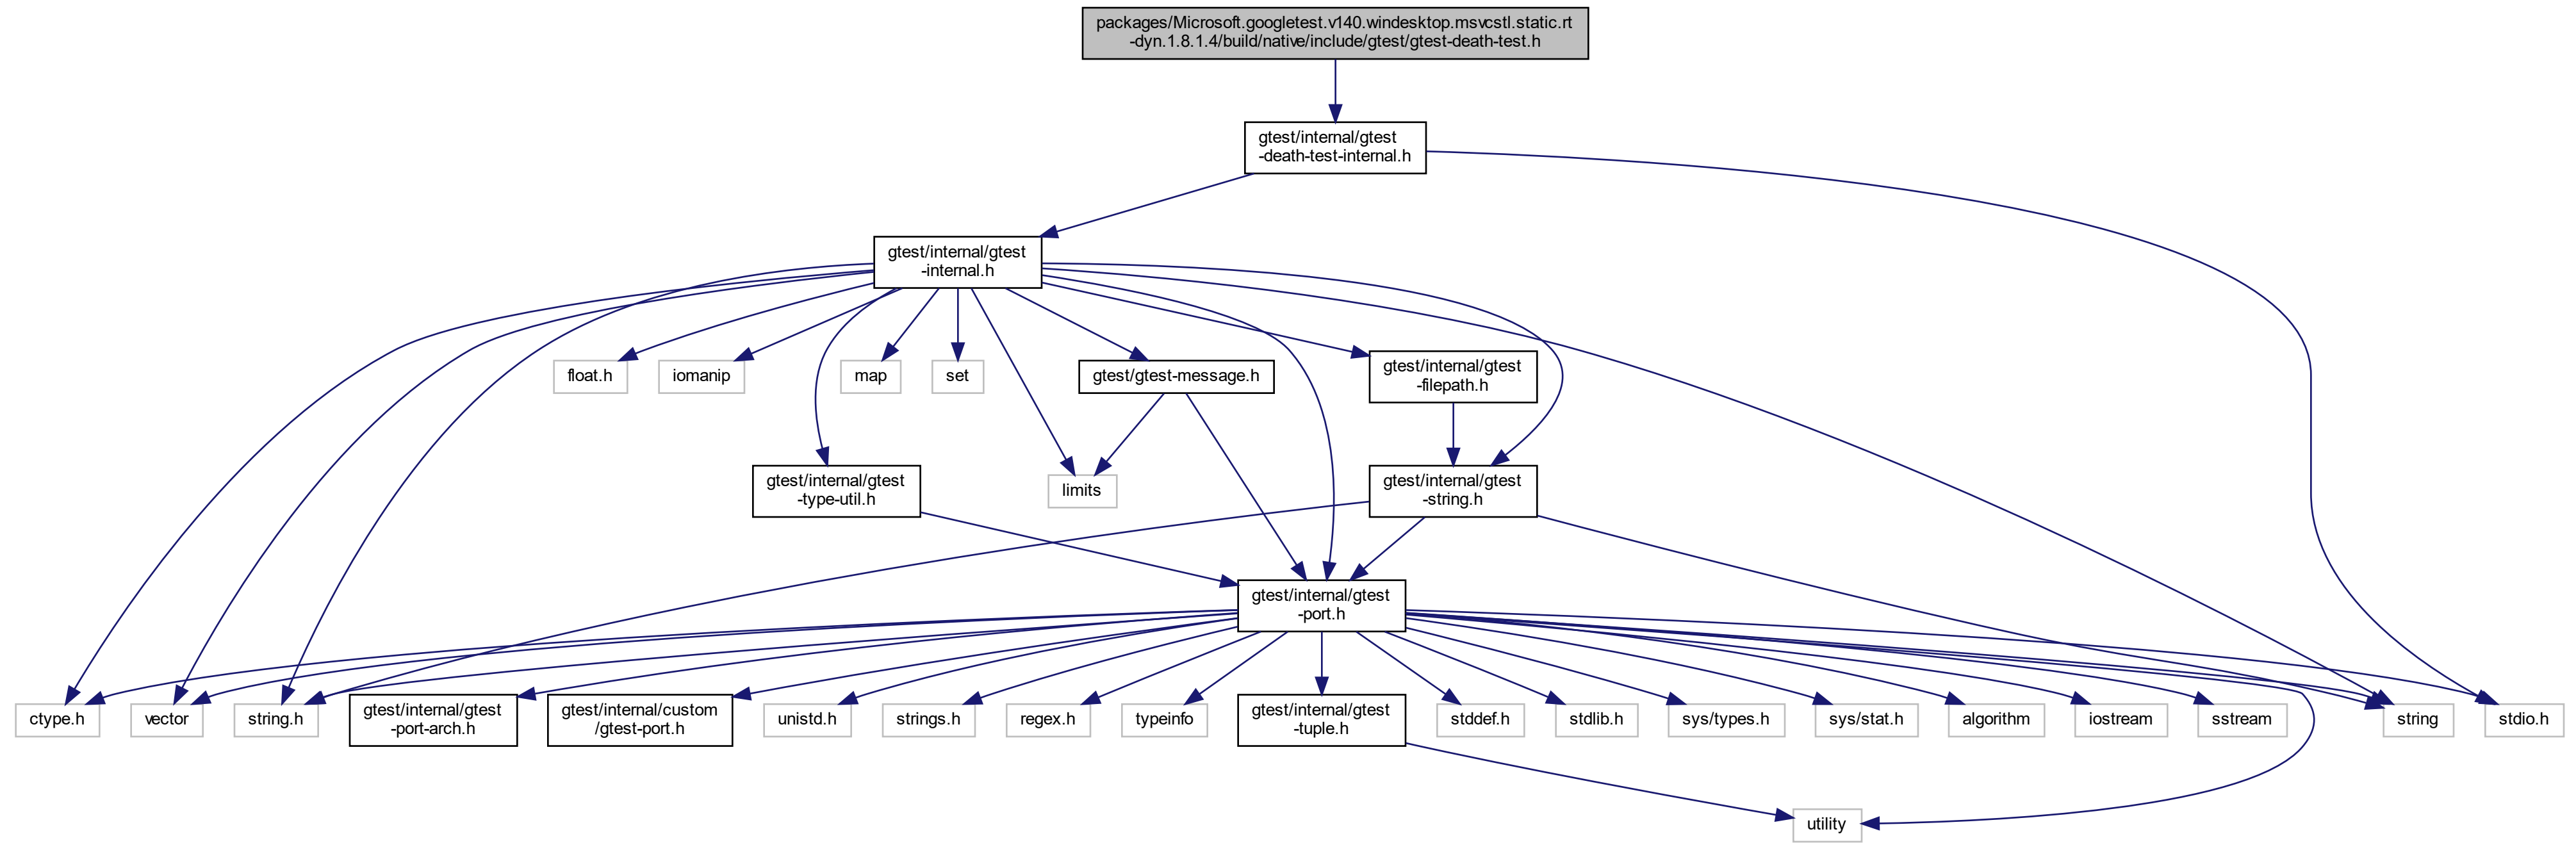 packages/Microsoft.googletest.v140.windesktop.msvcstl.static.rt
-dyn.1.8.1.4/build/native/include/gtest/gtest-death-test.h
gtest/internal/gtest
-death-test-internal.h
gtest/internal/gtest
-internal.h
float.h
iomanip
map
set
gtest/gtest-message.h
gtest/internal/gtest
-filepath.h
gtest/internal/gtest
-type-util.h
limits
gtest/internal/gtest
-string.h
gtest/internal/gtest
-port.h
ctype.h
vector
string.h
gtest/internal/gtest
-port-arch.h
gtest/internal/custom
/gtest-port.h
unistd.h
strings.h
regex.h
typeinfo
gtest/internal/gtest
-tuple.h
stddef.h
stdlib.h
sys/types.h
sys/stat.h
algorithm
iostream
sstream
string
stdio.h
utility